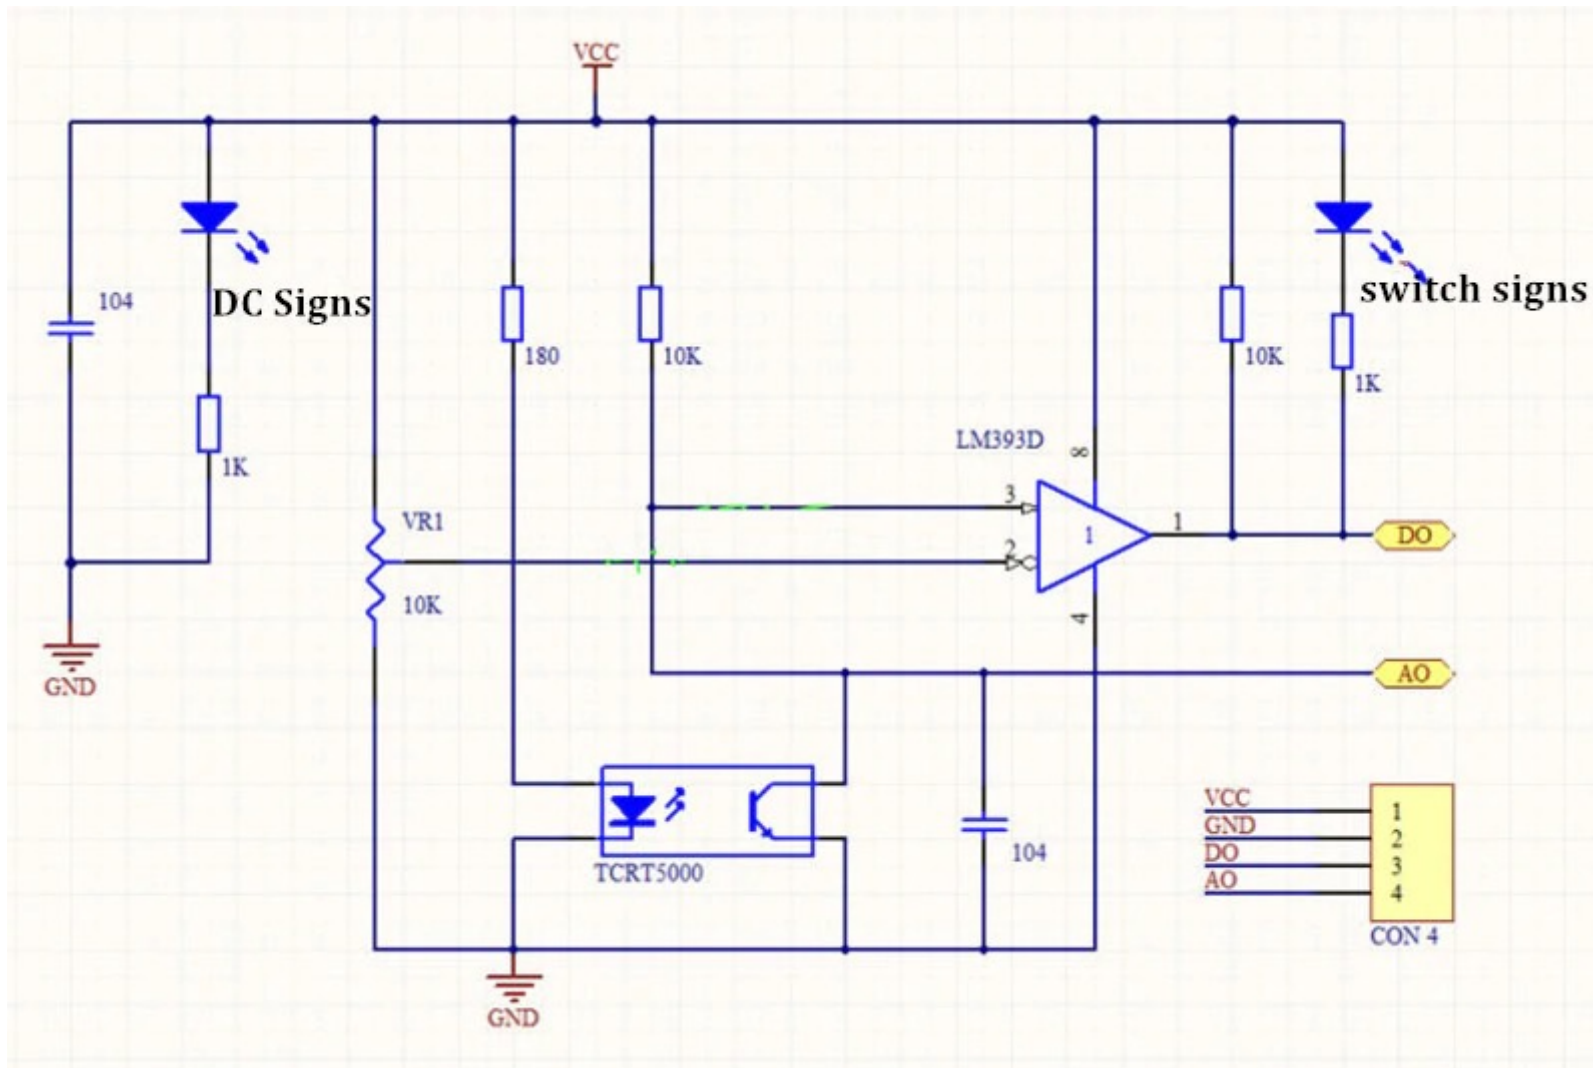 VCC
104
DC Signs
switch signs
180
10K
10K
1K
LM393D
8
1K
3
VR1
1
1
DO
2
10K
4
AO
GND
VCC
1
GND
2
DO
3
AO
4
104
TCRT5000
CON 4
GND